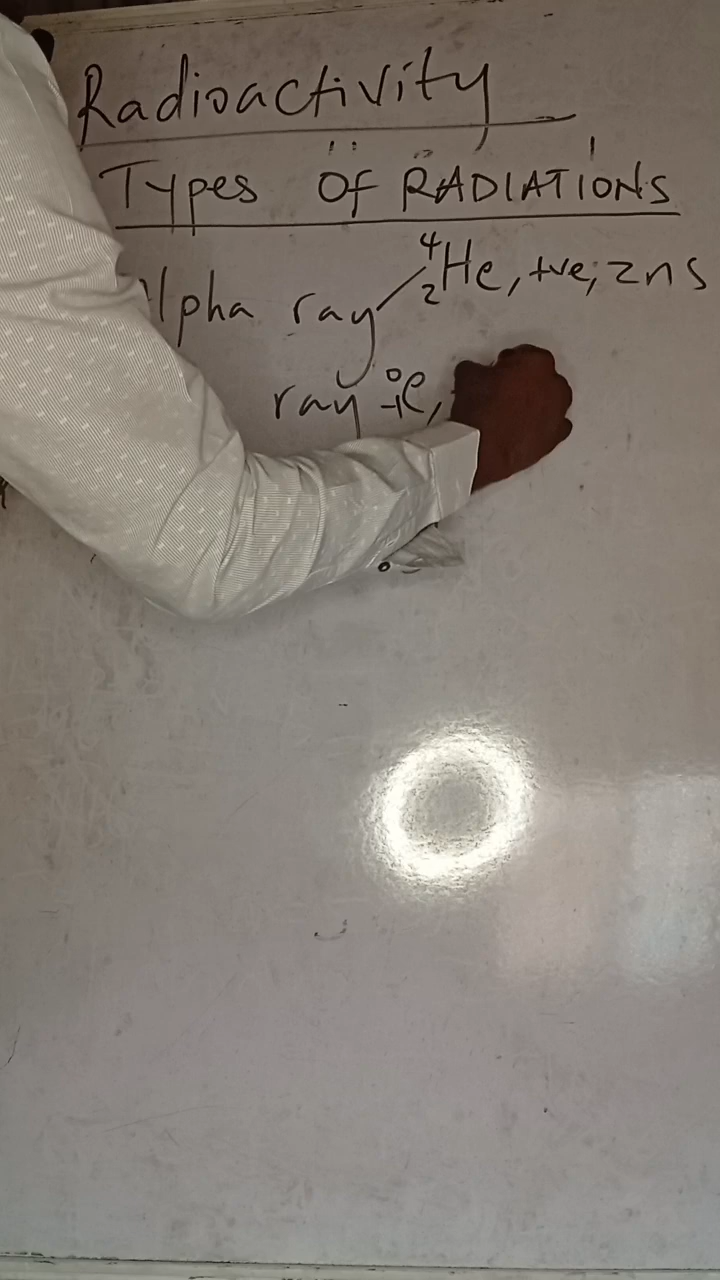 Radioactivity
Types Of RADIATIONS
lpha ray ⁴₂He, +ve, zns
ray ⁰₋₁e,